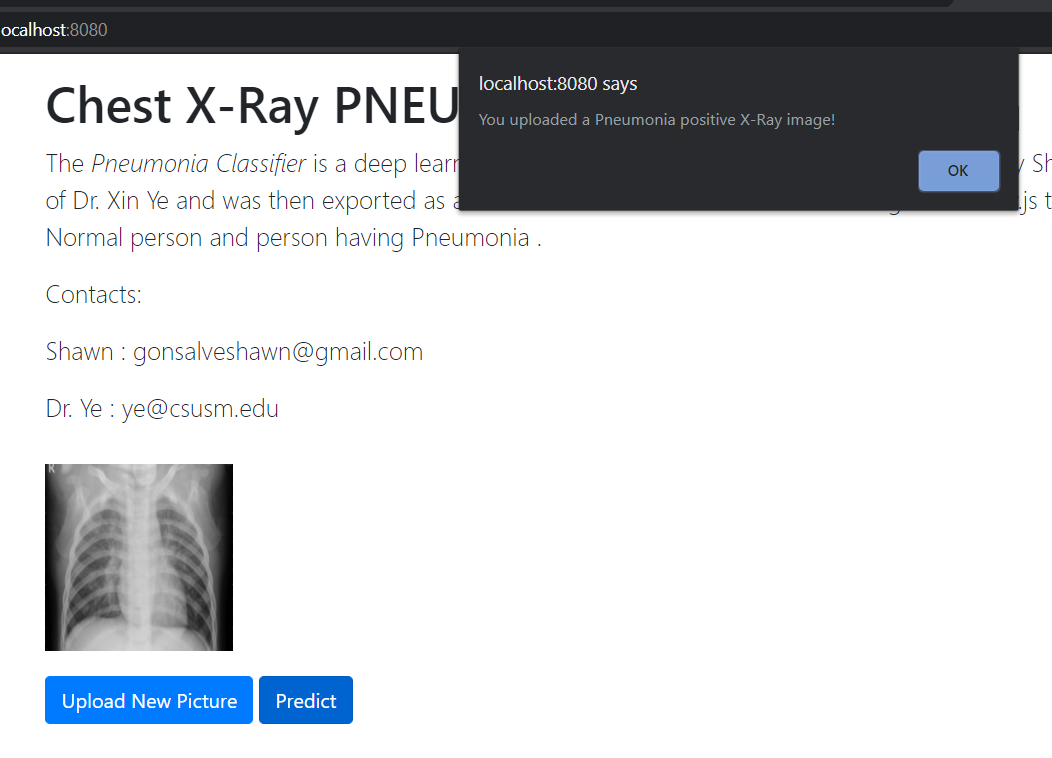 ocalhost:8080
localhost:8080 says
You uploaded a Pneumonia positive X-Ray image!
OK
Chest X-Ray PNEU
The Pneumonia Classifier is a deep learn y Sh
of Dr. Xin Ye and was then exported as a .js t
Normal person and person having Pneumonia .
Contacts:
Shawn : gonsalveshawn@gmail.com
Dr. Ye : ye@csusm.edu
R
Upload New Picture
Predict